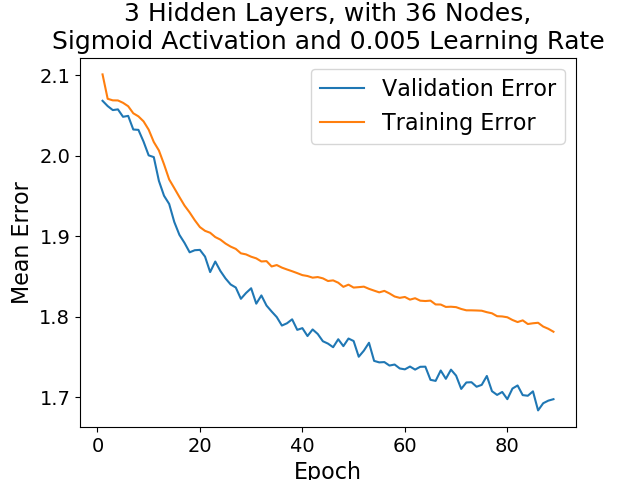 3 Hidden Layers, with 36 Nodes,
Sigmoid Activation and 0.005 Learning Rate
Validation Error
Training Error
Mean Error
2.1
2.0
1.9
1.8
1.7
0 20 40 60 80
Epoch